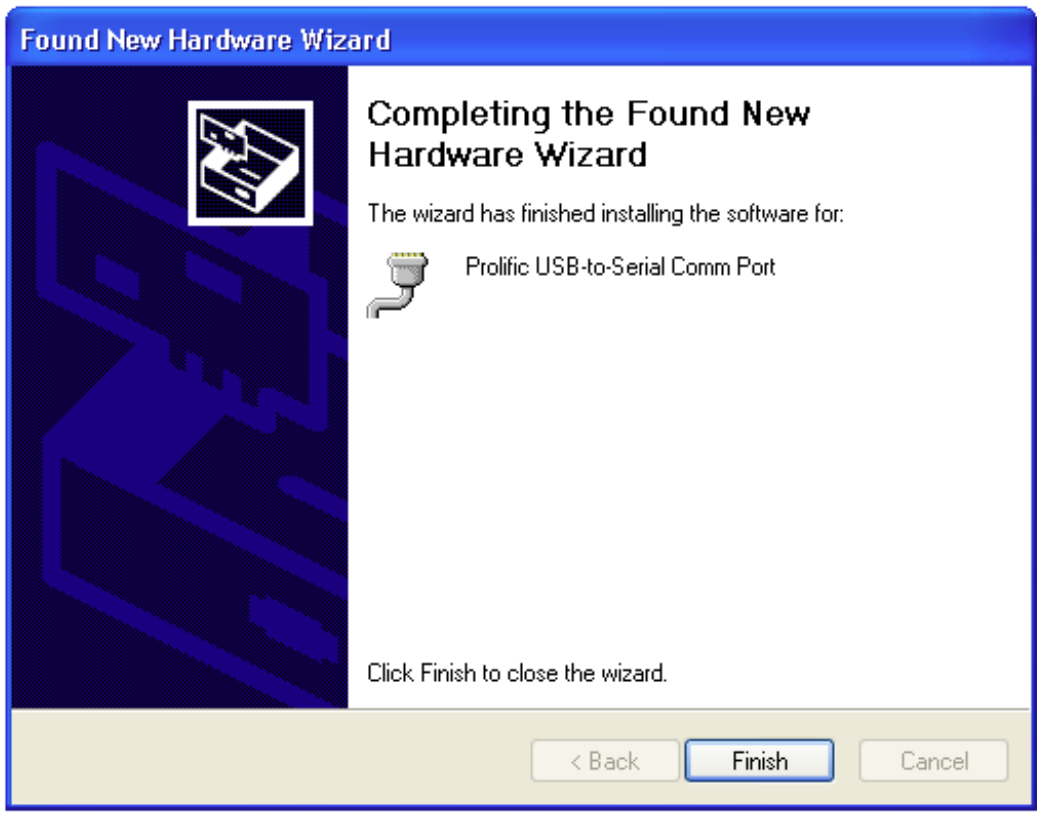 Found New Hardware Wizard
Completing the Found New
Hardware Wizard
The wizard has finished installing the software for:
Prolific USB-to-Serial Comm Port
Click Finish to close the wizard.
< Back
Finish
Cancel